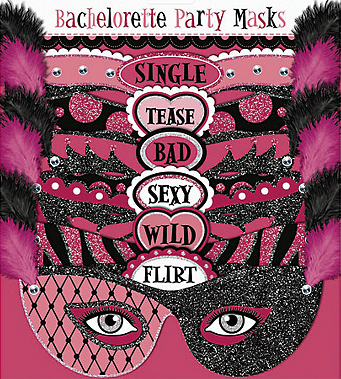 Bachelorette Party Masks
SINGLE
TEASE
BAD
SEXY
WILD
FLIRT